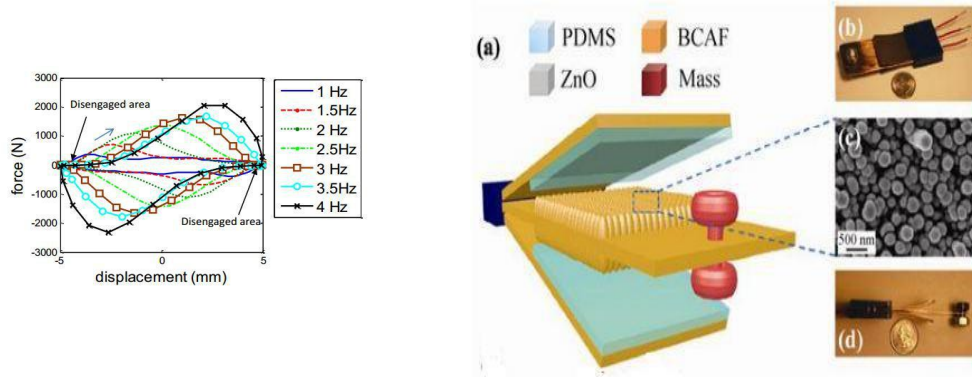 3000
2000
1000
0
-1000
-2000
-3000
-5
0
5
force (N)
displacement (mm)
Disengaged area
Disengaged area
1 Hz
1.5Hz
2 Hz
2.5Hz
3 Hz
3.5Hz
4 Hz
(a)
PDMS
BCAF
ZnO
Mass
(b)
(c)
500 nm
(d)